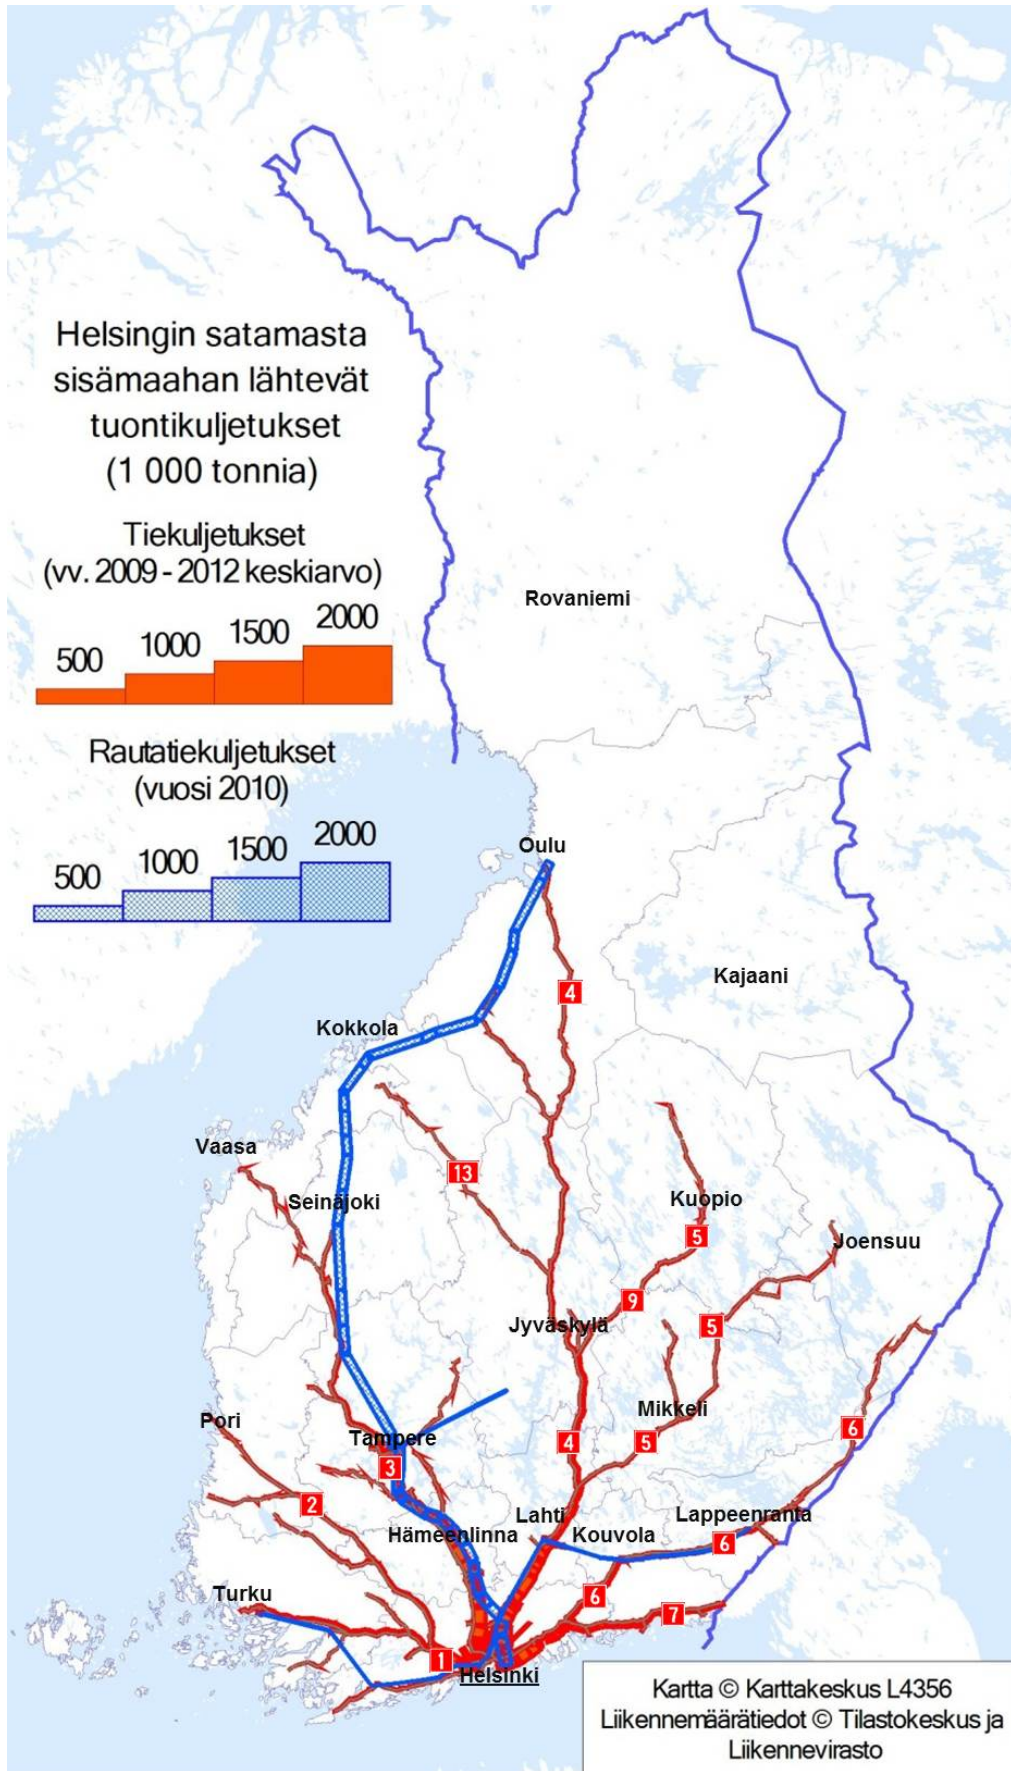 Helsingin satamasta
sisämaahan lähtevät
tuontikuljetukset
(1 000 tonnia)
Tiekuljetukset
(vv. 2009 - 2012 keskiarvo)
500 1000 1500 2000
Rautatiekuljetukset
(vuosi 2010)
500 1000 1500 2000
Rovaniemi
Oulu
Kajaani
4
Kokkola
Vaasa
13
Seinäjoki
Kuopio
5
Joensuu
9
Jyväskylä
5
Pori
Mikkeli
Tampere
4
5
6
3
2
Lahti
Lappeenranta
Hämeenlinna
Kouvola
6
Turku
6
7
1
Helsinki
Kartta © Karttakeskus L4356
Liikennemäärätiedot © Tilastokeskus ja
Liikennevirasto